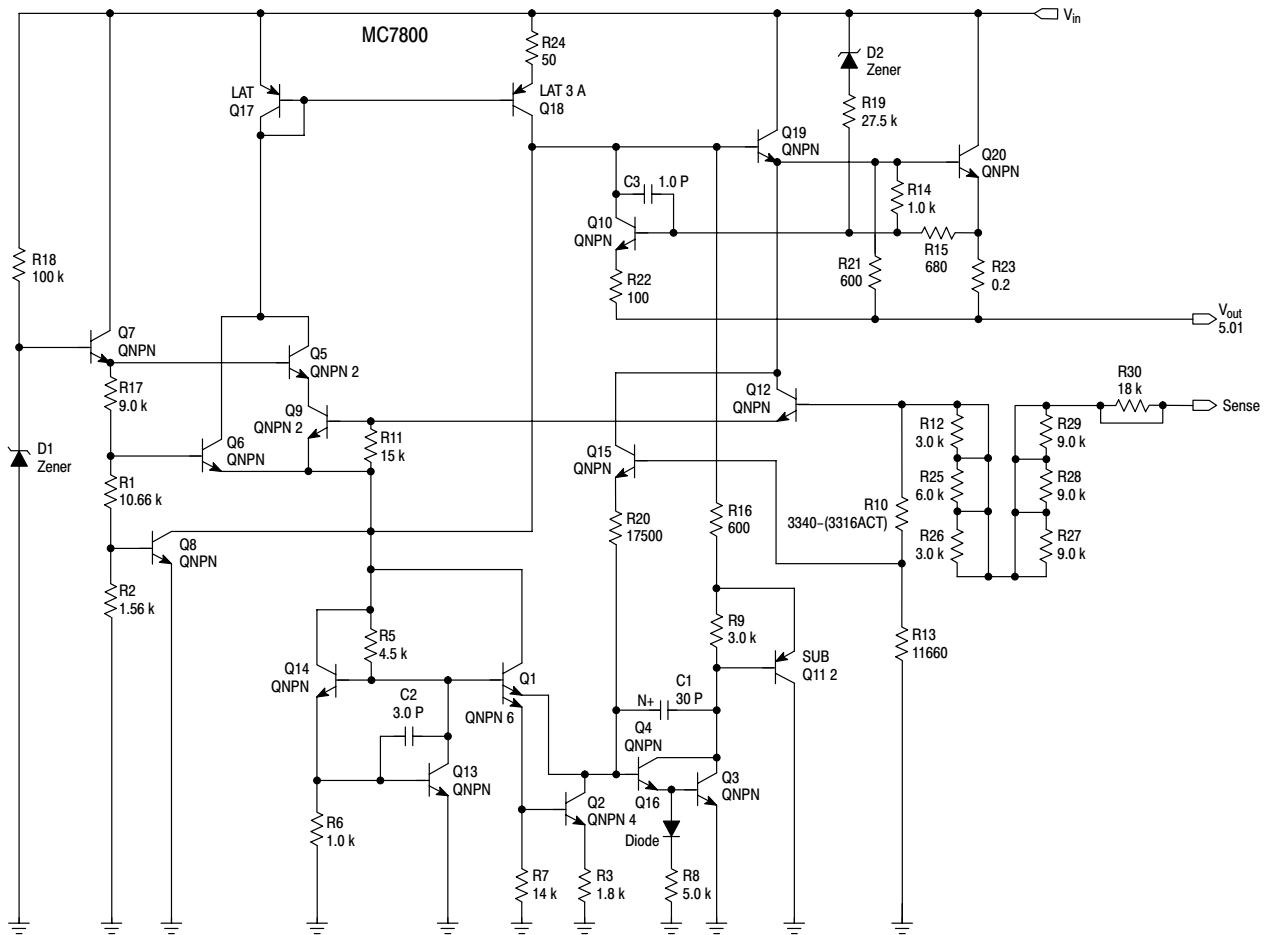 MC7800
Vin
R24
50
D2
Zener
LAT
Q17
LAT 3 A
Q18
R19
27.5 k
Q19
QNPN
Q20
QNPN
C3
1.0 P
R14
1.0 k
Q10
QNPN
R18
100 k
R15
680
R21
600
R23
0.2
R22
100
Vout
5.01
Q7
QNPN
Q5
QNPN 2
R17
9.0 k
Q12
QNPN
R30
18 k
Sense
Q9
QNPN 2
R11
15 k
R12
3.0 k
R29
9.0 k
D1
Zener
Q6
QNPN
Q15
QNPN
R1
10.66 k
R25
6.0 k
R28
9.0 k
R10
3340-(3316ACT)
R20
17500
R16
600
R26
3.0 k
R27
9.0 k
Q8
QNPN
R2
1.56 k
R9
3.0 k
R13
11660
R5
4.5 k
SUB
Q11 2
Q14
QNPN
Q1
QNPN 6
C2
3.0 P
N+
C1
30 P
Q4
QNPN
Q13
QNPN
Q2
QNPN 4
Q16
Q3
QNPN
R6
1.0 k
Diode
R7
14 k
R3
1.8 k
R8
5.0 k